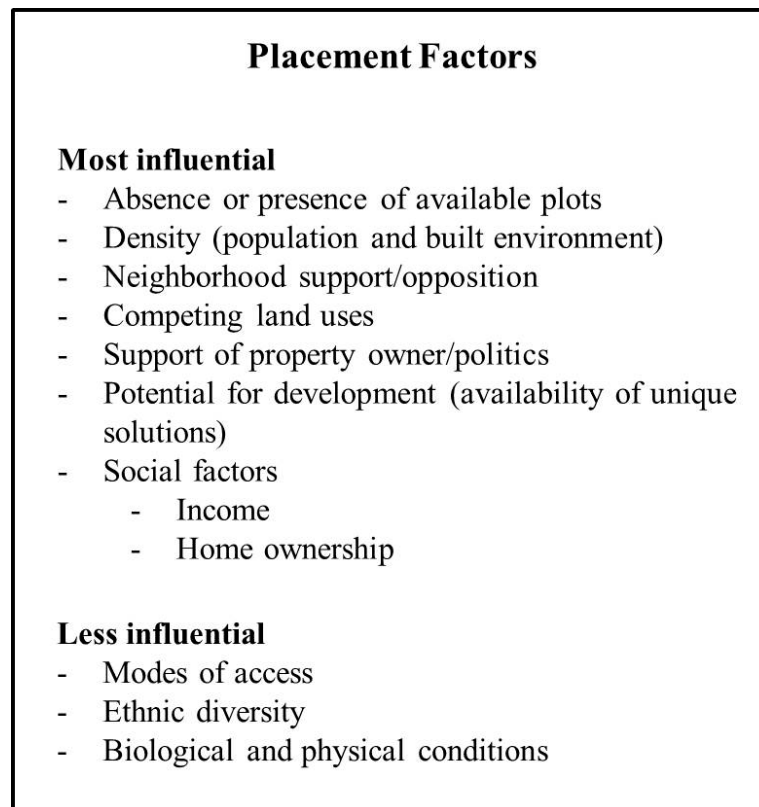 Placement Factors
Most influential
- Absence or presence of available plots
- Density (population and built environment)
- Neighborhood support/opposition
- Competing land uses
- Support of property owner/politics
- Potential for development (availability of unique
solutions)
- Social factors
- Income
- Home ownership
Less influential
- Modes of access
- Ethnic diversity
- Biological and physical conditions